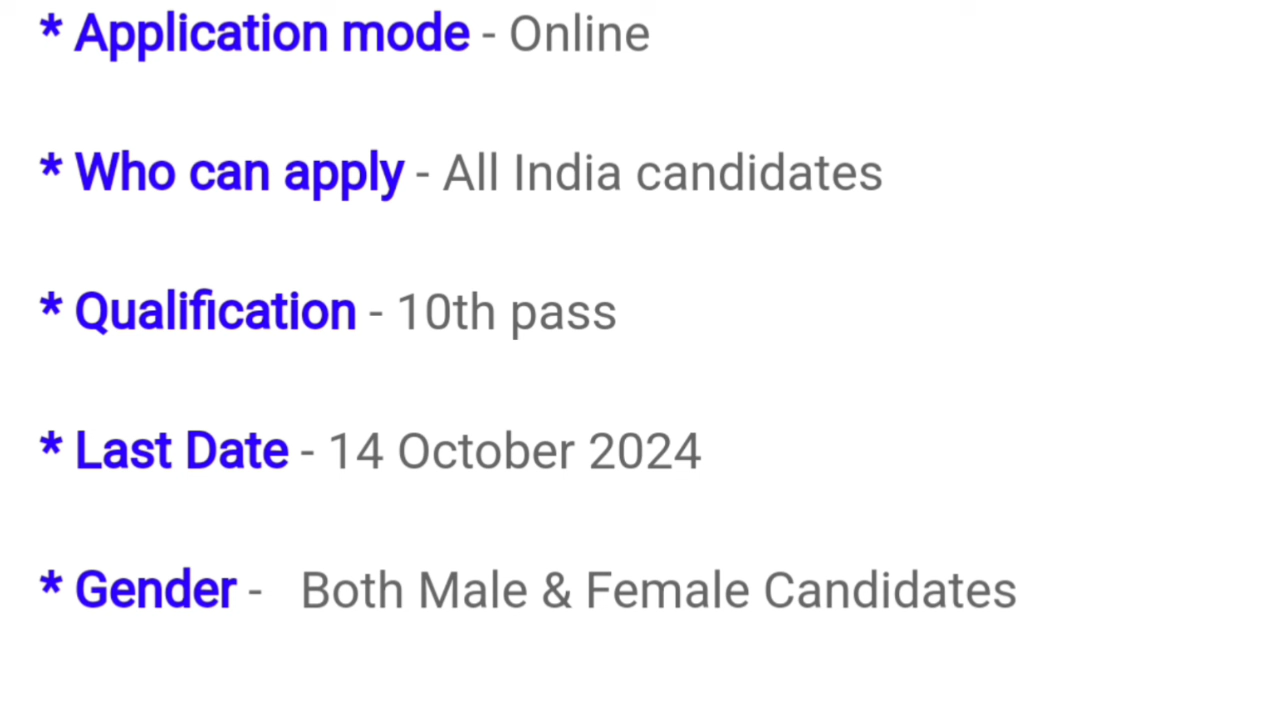 * Application mode - Online
* Who can apply - All India candidates
* Qualification - 10th pass
* Last Date - 14 October 2024
* Gender -   Both Male & Female Candidates